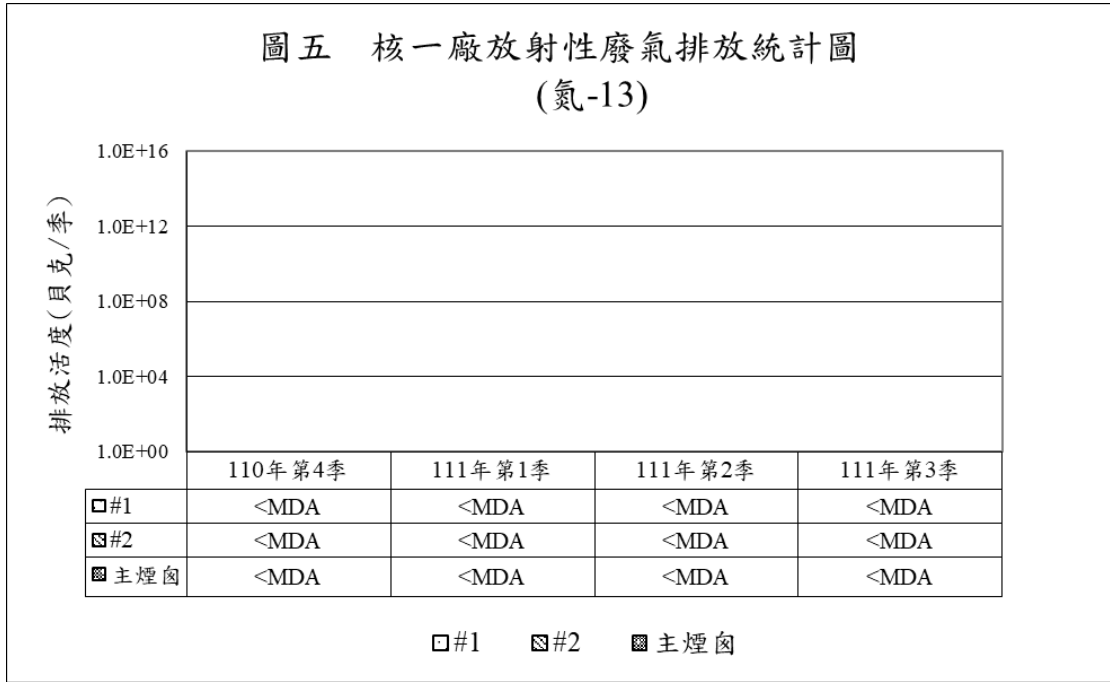 圖五 核一廠放射性廢氣排放統計圖
(氮-13)
排放活度(貝克/季)
1.0E+16
1.0E+12
1.0E+08
1.0E+04
1.0E+00
110年第4季 111年第1季 111年第2季 111年第3季
#1 <MDA <MDA <MDA <MDA
#2 <MDA <MDA <MDA <MDA
主煙囪 <MDA <MDA <MDA <MDA
#1 #2 主煙囪